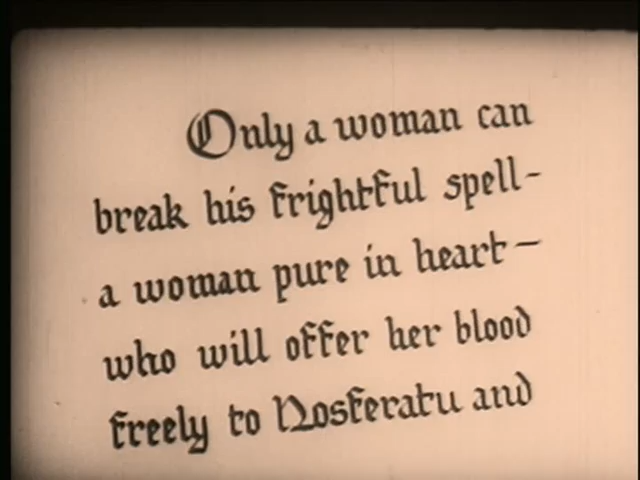 Only a woman can
break his frightful spell-
a woman pure in heart—
who will offer her blood
freely to Nosferatu and